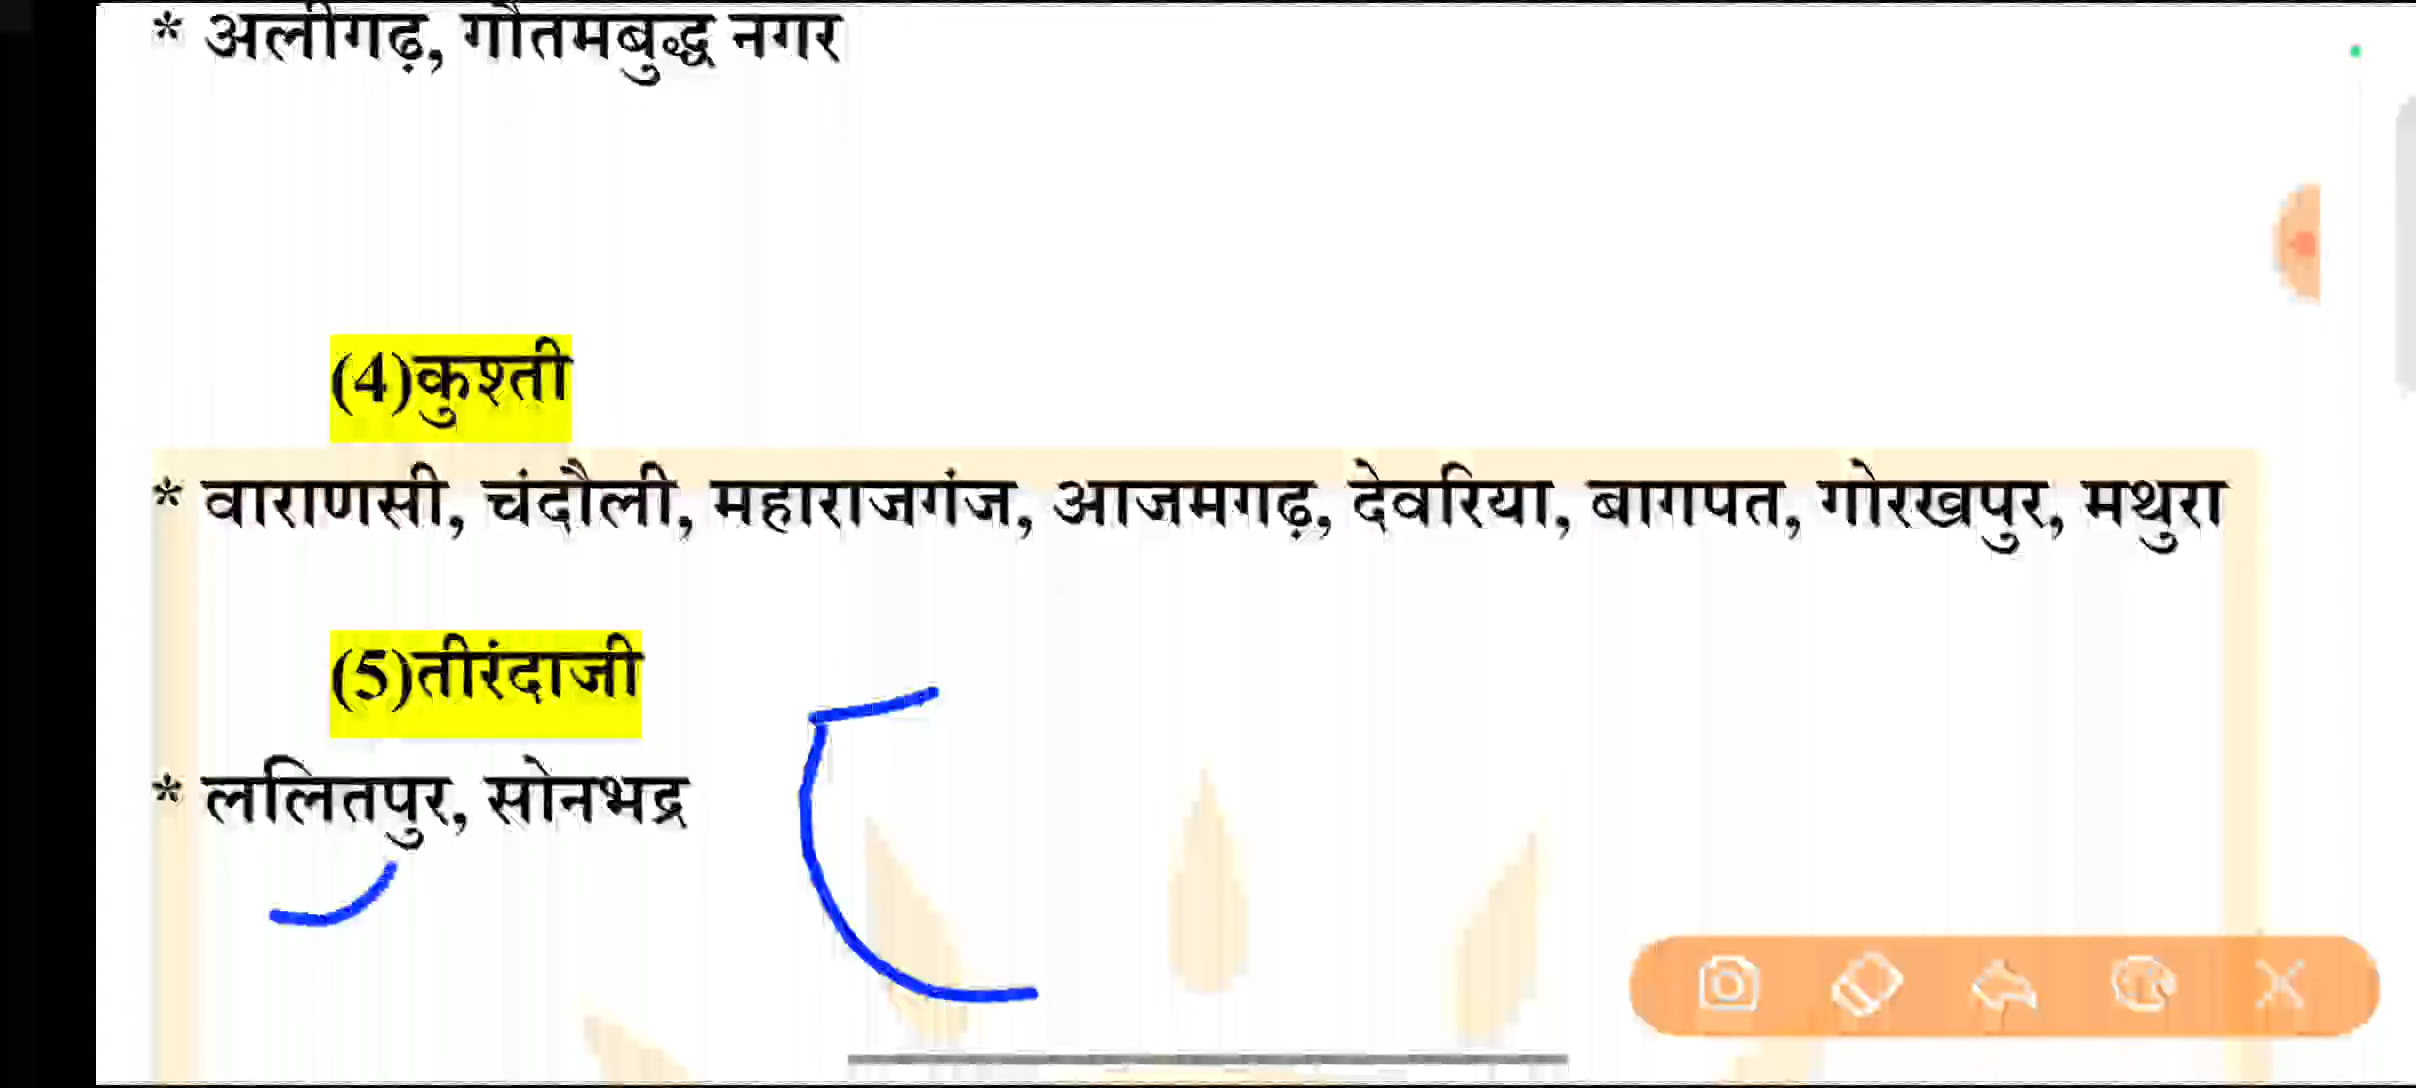 * अलीगढ़, गौतमबुद्ध नगर
(4)कुश्ती
* वाराणसी, चंदौली, महाराजगंज, आजमगढ़, देवरिया, बागपत, गोरखपुर, मथुरा
(5)तीरंदाजी
* ललितपुर, सोनभद्र